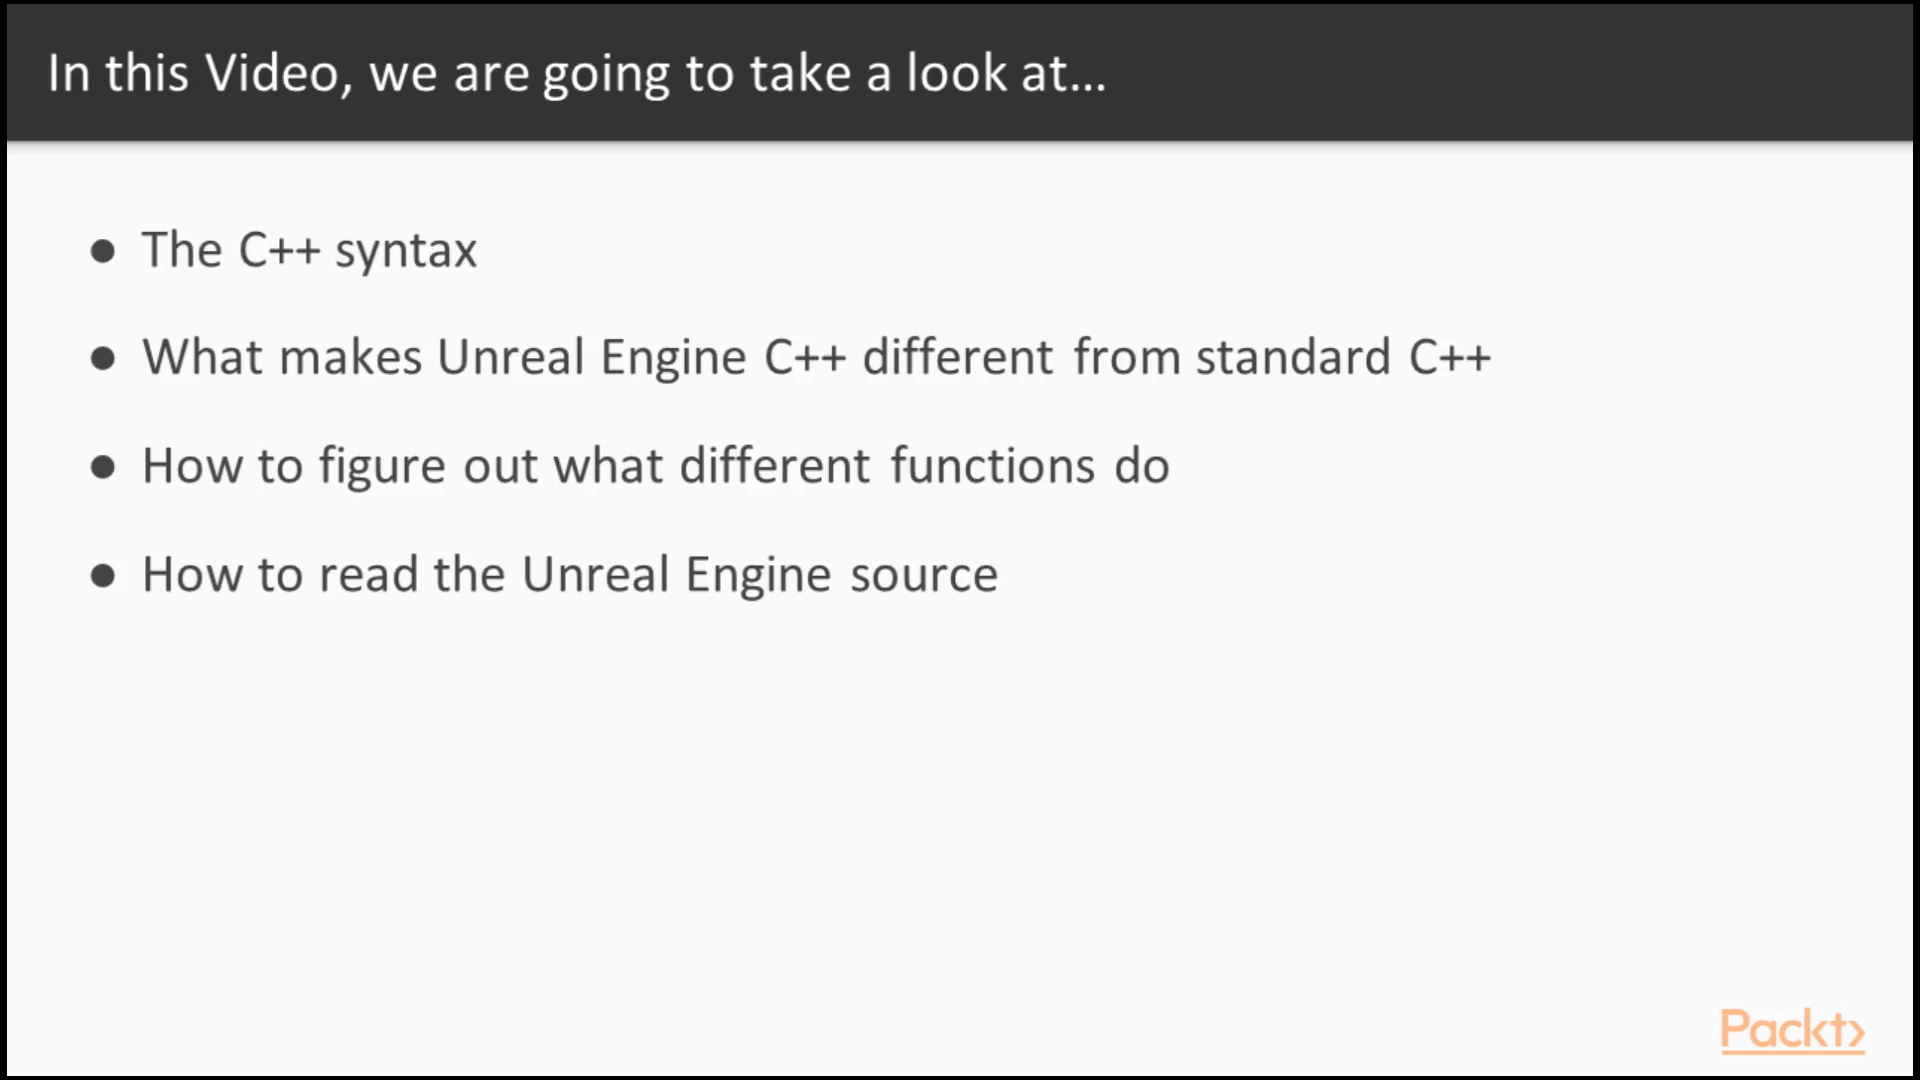 In this Video, we are going to take a look at...
● The C++ syntax
● What makes Unreal Engine C++ different from standard C++
● How to figure out what different functions do
● How to read the Unreal Engine source
Packt>